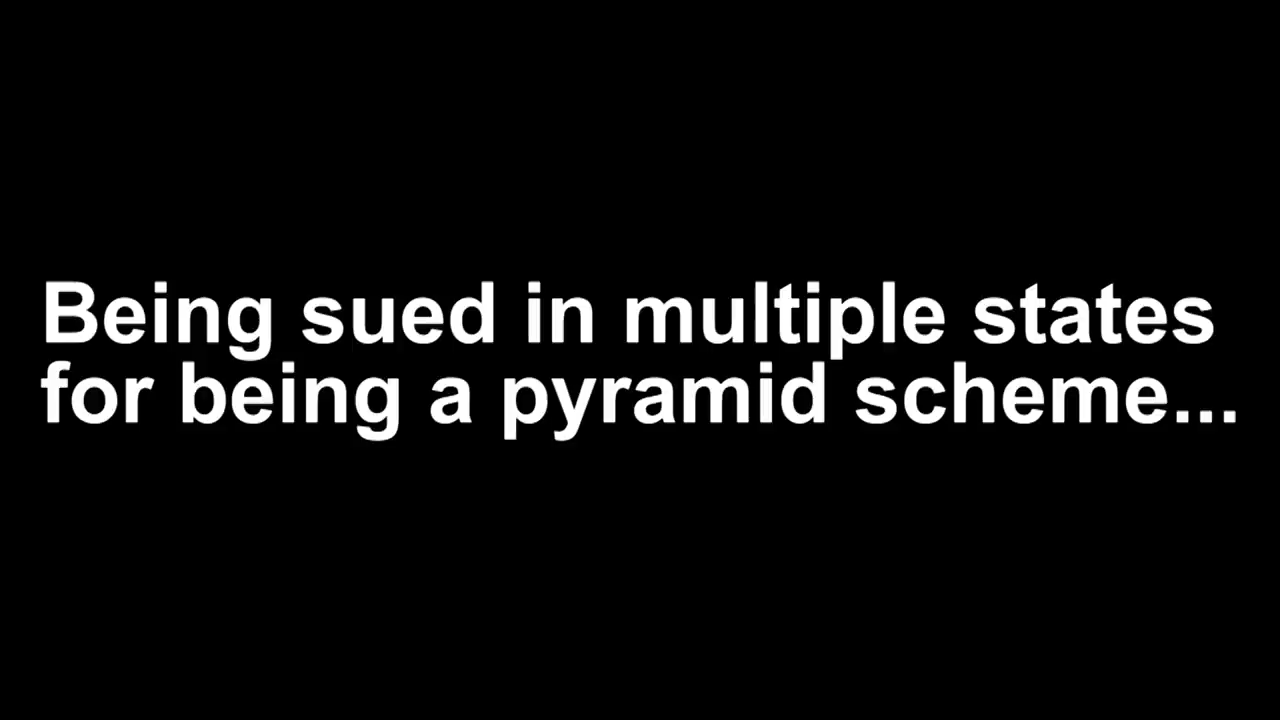 Being sued in multiple states
for being a pyramid scheme...